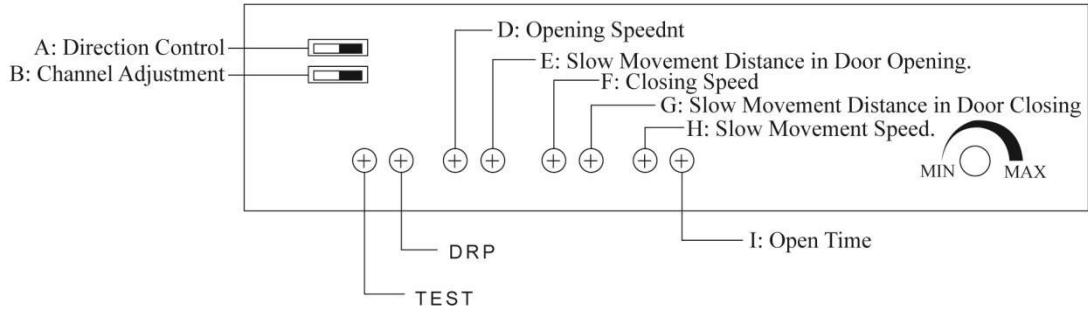 D: Opening Speednt
A: Direction Control
E: Slow Movement Distance in Door Opening.
B: Channel Adjustment
F: Closing Speed
G: Slow Movement Distance in Door Closing
H: Slow Movement Speed.
MIN MAX
I: Open Time
DRP
TEST